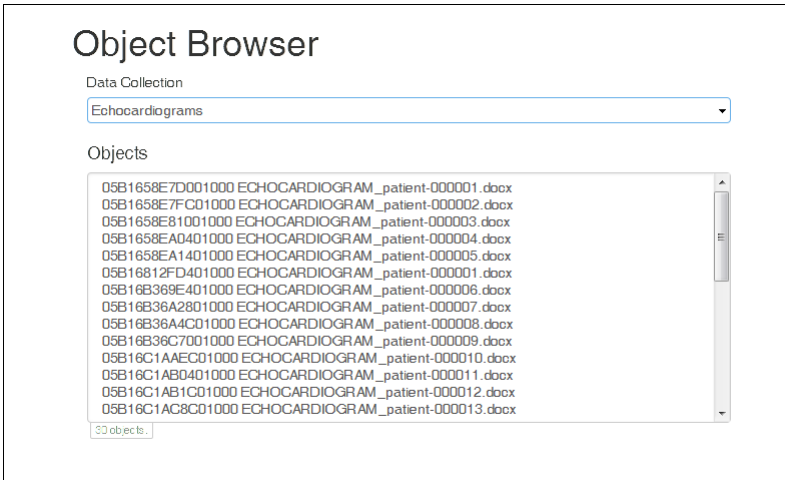 Object Browser
Data Collection
Echocardiograms
Objects
05B1658E7D001000 ECHOCARDIOGRAM_patient-000001.docx
05B1658E7FC01000 ECHOCARDIOGRAM_patient-000002.docx
05B1658E81001000 ECHOCARDIOGRAM_patient-000003.docx
05B1658EA0401000 ECHOCARDIOGRAM_patient-000004.docx
05B1658EA1401000 ECHOCARDIOGRAM_patient-000005.docx
05B16812FD401000 ECHOCARDIOGRAM_patient-000001.docx
05B16B369E401000 ECHOCARDIOGRAM_patient-000006.docx
05B16B36A2801000 ECHOCARDIOGRAM_patient-000007.docx
05B16B36A4C01000 ECHOCARDIOGRAM_patient-000008.docx
05B16B36C7001000 ECHOCARDIOGRAM_patient-000009.docx
05B16C1AAEC01000 ECHOCARDIOGRAM_patient-000010.docx
05B16C1AB0401000 ECHOCARDIOGRAM_patient-000011.docx
05B16C1AB1C01000 ECHOCARDIOGRAM_patient-000012.docx
05B16C1AC8C01000 ECHOCARDIOGRAM_patient-000013.docx
30 objects.